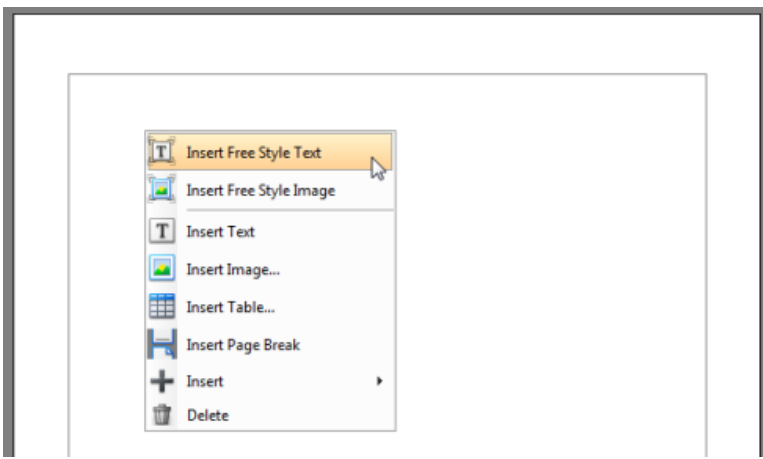 Insert Free Style Text
Insert Free Style Image
Insert Text
Insert Image...
Insert Table...
Insert Page Break
Insert
Delete